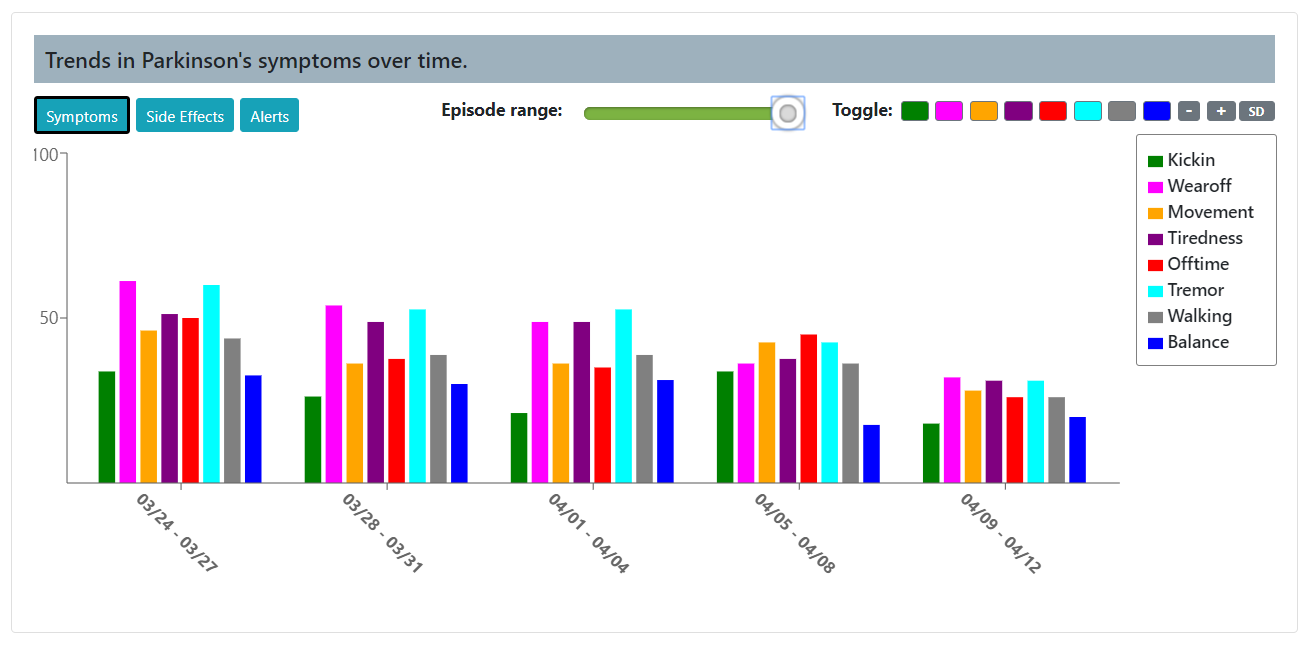 Trends in Parkinson's symptoms over time.
Symptoms Side Effects Alerts Episode range: Toggle: - + SD
100
50
Kickin
Wearoff
Movement
Tiredness
Offtime
Tremor
Walking
Balance
03/24 - 03/27
03/28 - 03/31
04/01 - 04/04
04/05 - 04/08
04/09 - 04/12